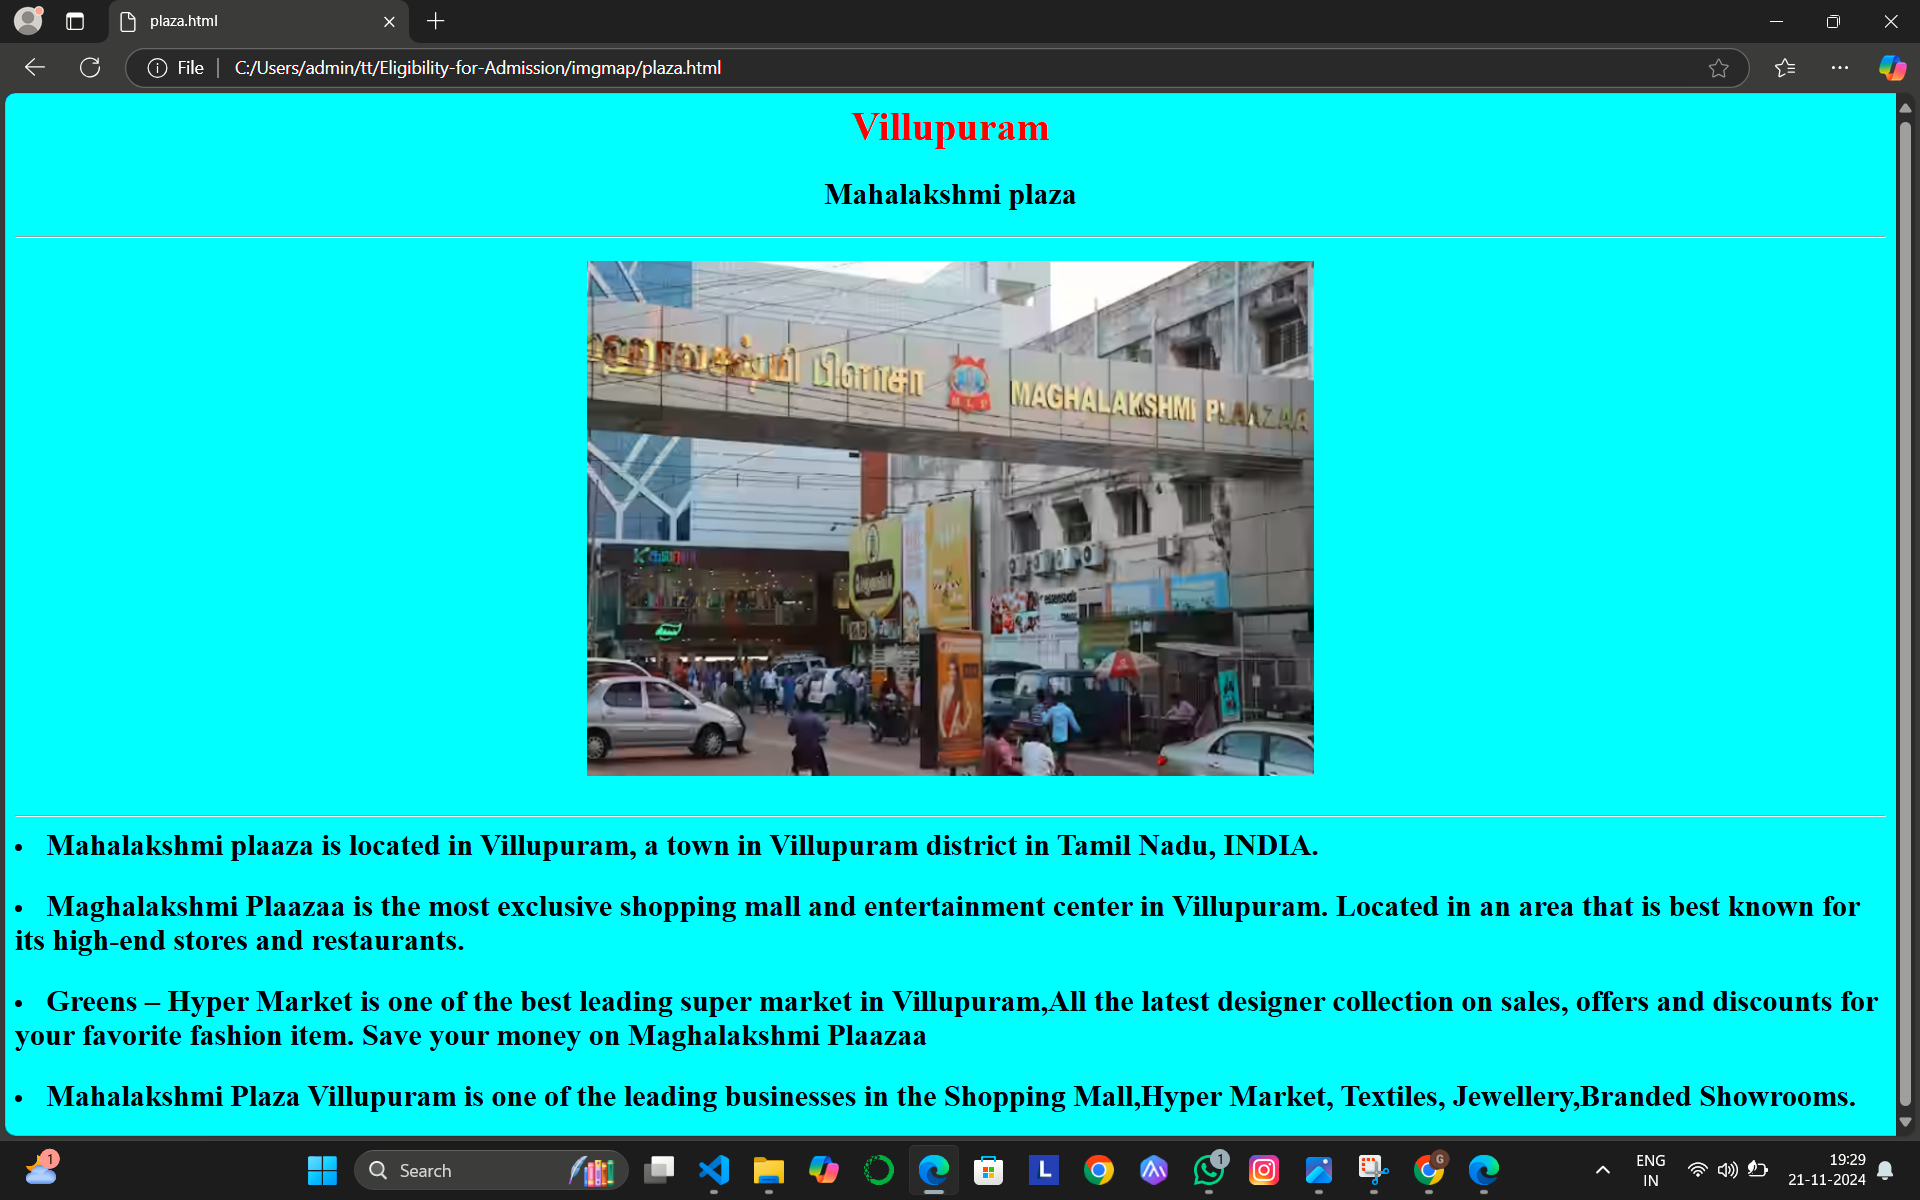 plaza.html
File
C:/Users/admin/tt/Eligibility-for-Admission/imgmap/plaza.html
Villupuram
Mahalakshmi plaza
பிளாசா
M L P
MAGHALAKSHMI PLAAZAA
essensuals
• Mahalakshmi plaaza is located in Villupuram, a town in Villupuram district in Tamil Nadu, INDIA.
• Maghalakshmi Plaazaa is the most exclusive shopping mall and entertainment center in Villupuram. Located in an area that is best known for
its high-end stores and restaurants.
• Greens – Hyper Market is one of the best leading super market in Villupuram,All the latest designer collection on sales, offers and discounts for
your favorite fashion item. Save your money on Maghalakshmi Plaazaa
• Mahalakshmi Plaza Villupuram is one of the leading businesses in the Shopping Mall,Hyper Market, Textiles, Jewellery,Branded Showrooms.
1
Search
L
1
G
ENG
IN
19:29
21-11-2024